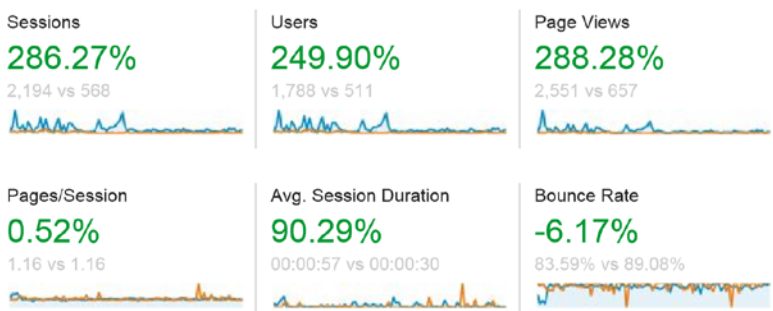 Sessions
286.27%
2,194 vs 568
Users
249.90%
1,788 vs 511
Page Views
288.28%
2,551 vs 657
Pages/Session
0.52%
1.16 vs 1.16
Avg. Session Duration
90.29%
00:00:57 vs 00:00:30
Bounce Rate
-6.17%
83.59% vs 89.08%